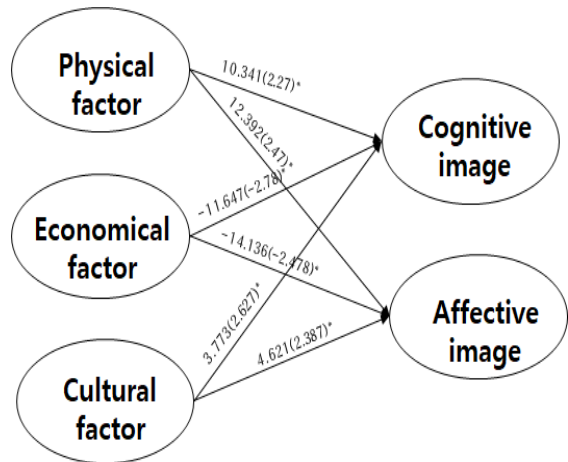 Physical
factor
10.341(2.27)*
12.392(2.47)*
Cognitive
image
Economical
factor
-11.647(-2.78)*
-14.136(-2.478)*
Affective
image
3.773(2.627)*
4.621(2.387)*
Cultural
factor